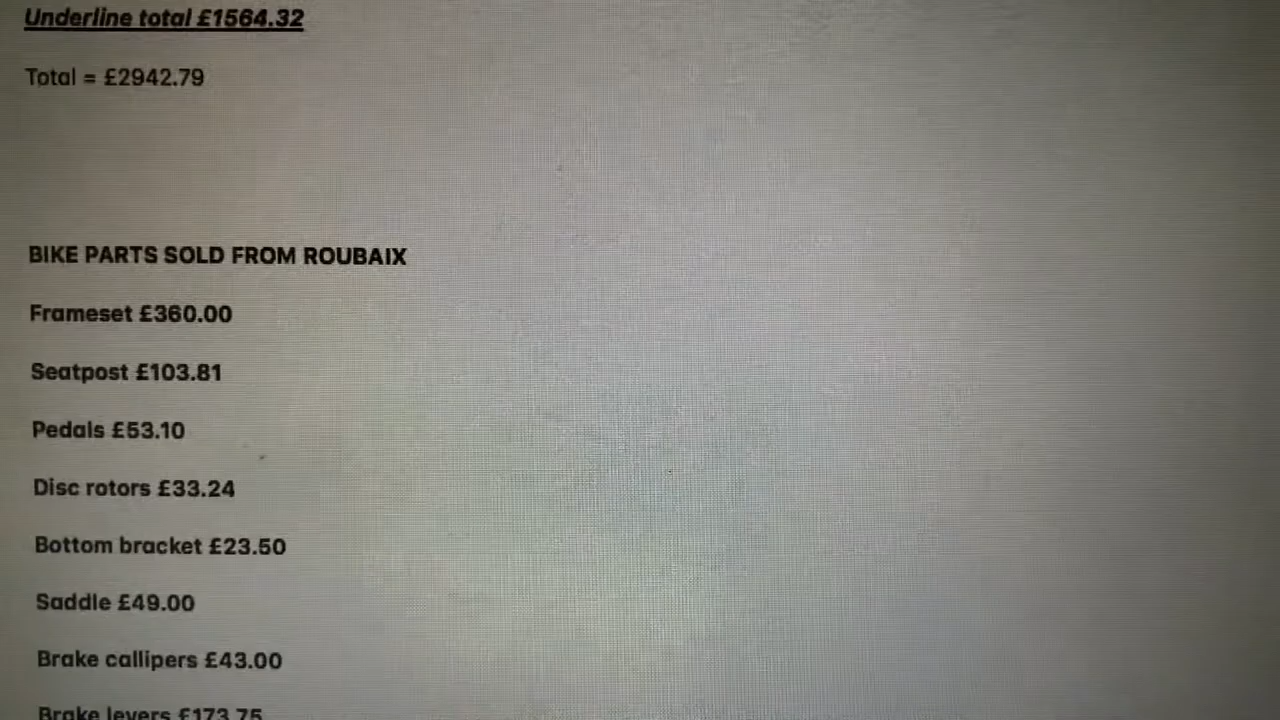 Underline total £1564.32
Total = £2942.79
BIKE PARTS SOLD FROM ROUBAIX
Frameset £360.00
Seatpost £103.81
Pedals £53.10
Disc rotors £33.24
Bottom bracket £23.50
Saddle £49.00
Brake callipers £43.00
Brake levers £173.75